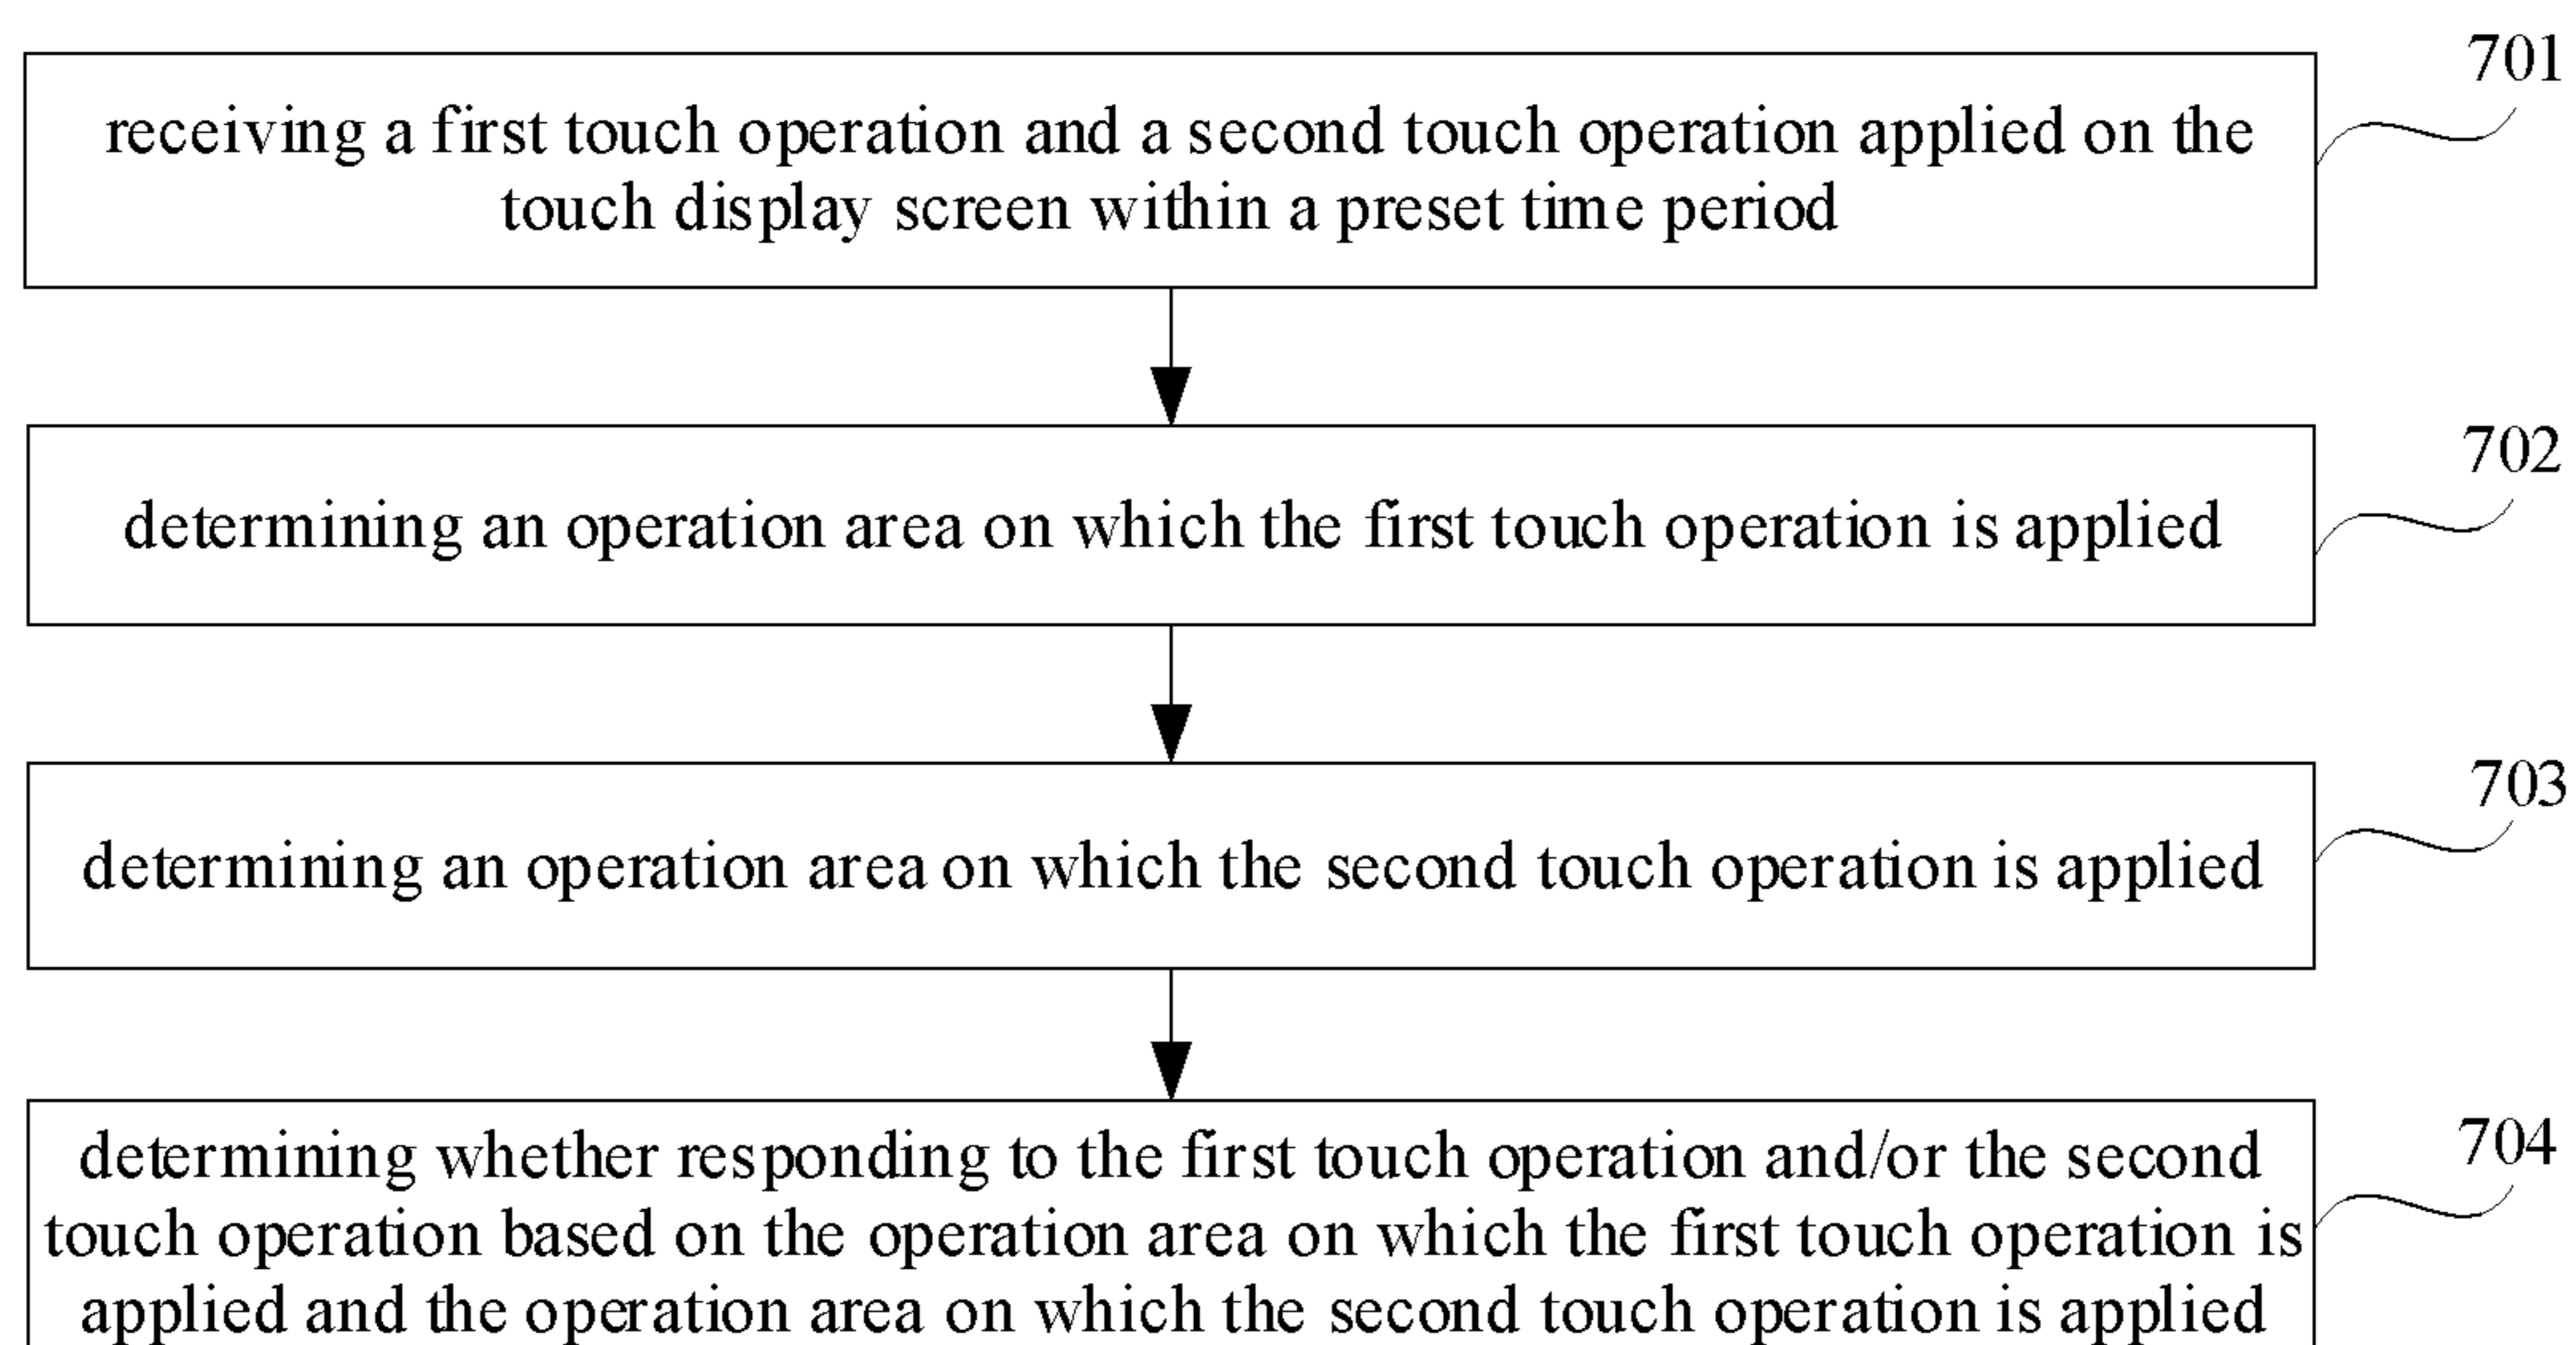 701
receiving a first touch operation and a second touch operation applied on the
touch display screen within a preset time period
702
determining an operation area on which the first touch operation is applied
703
determining an operation area on which the second touch operation is applied
704
determining whether responding to the first touch operation and/or the second
touch operation based on the operation area on which the first touch operation is
applied and the operation area on which the second touch operation is applied